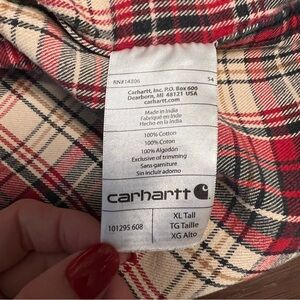 RN#14806 54
Carhartt, Inc. P.O. Box 600
Dearborn, MI 48121 USA
carhartt.com
Made in India
Fabriqué en Inde
Hecho en la India
100% Cotton
100% Coton
100% Algodón
Exclusive of trimming
Sans garniture
Sin incluir adorno
carhartt
101295 608
XL Tall
TG Taille
XG Alto